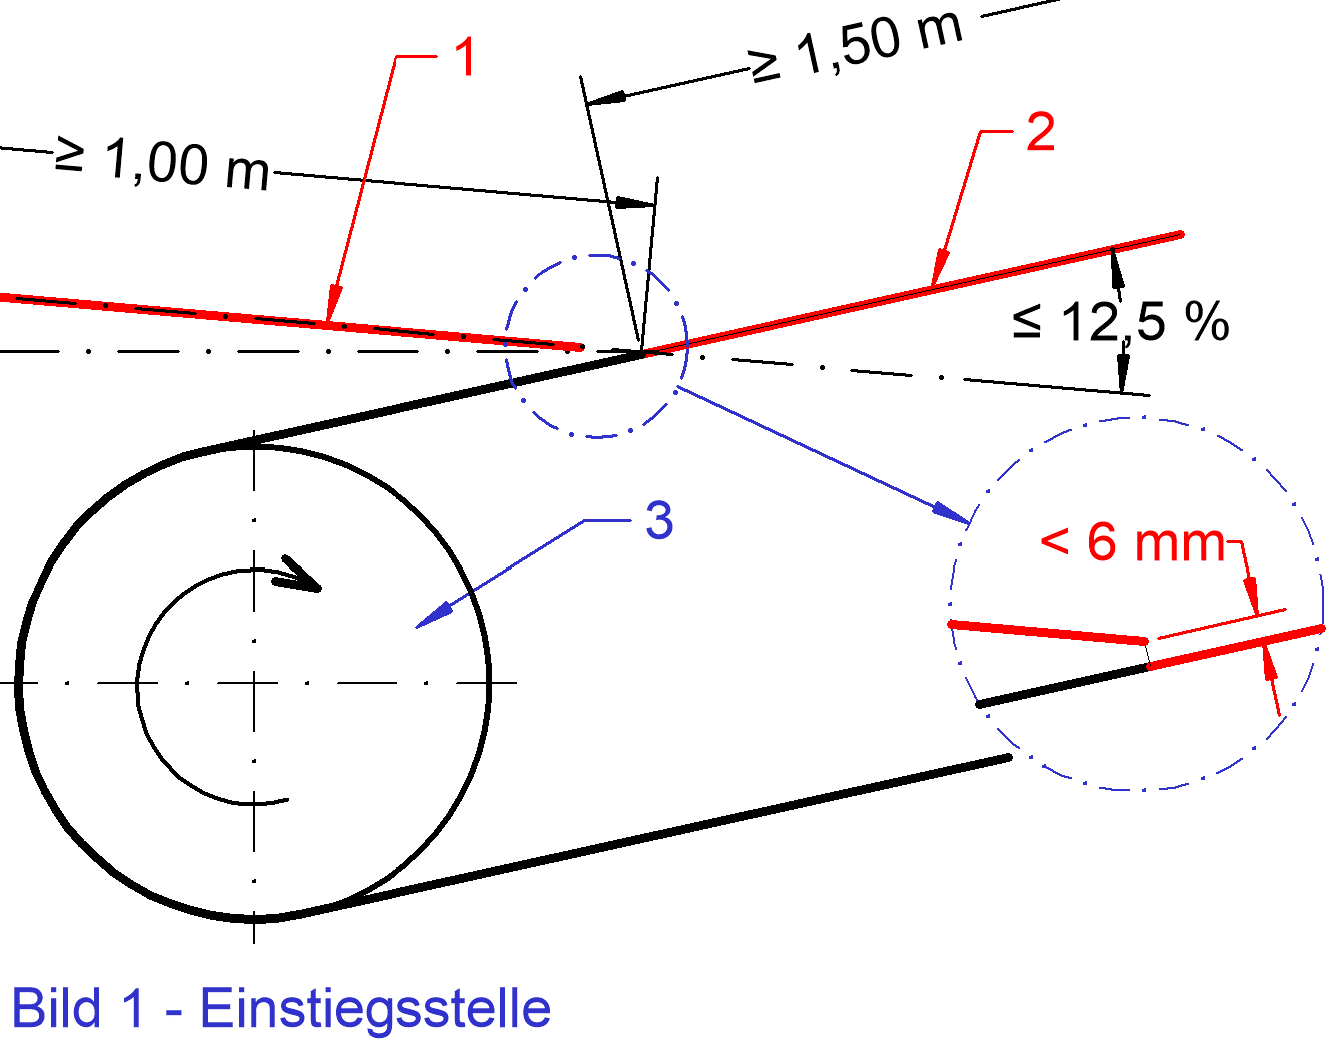 1
≥ 1,50 m
≥ 1,00 m
2
≤ 12,5 %
3
< 6 mm
Bild 1 - Einstiegsstelle